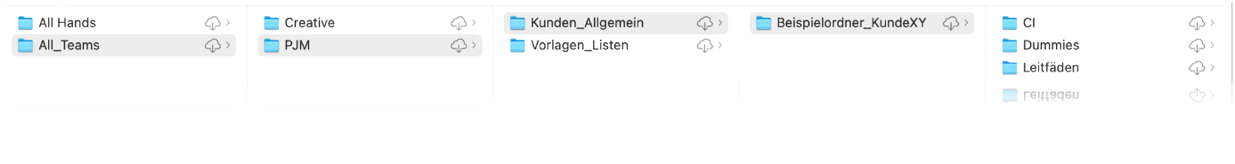 All Hands
All_Teams
Creative
PJM
Kunden_Allgemein
Vorlagen_Listen
Beispielordner_KundeXY
CI
Dummies
Leitfäden
Leitfäden